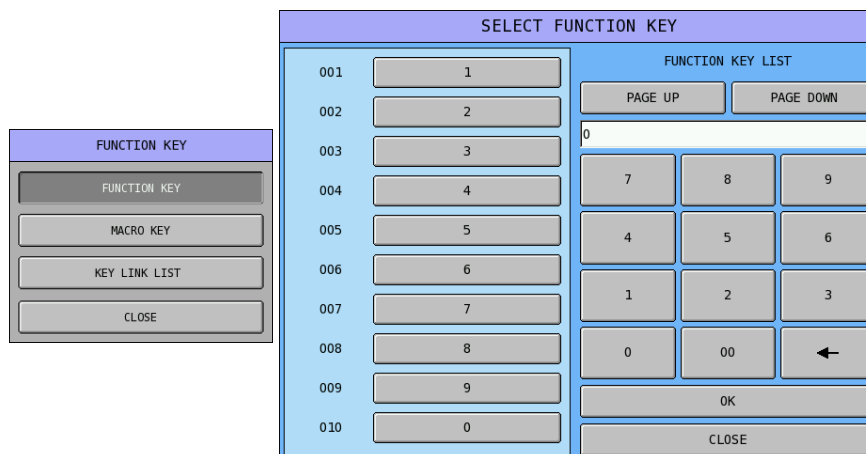 FUNCTION KEY
FUNCTION KEY
MACRO KEY
KEY LINK LIST
CLOSE
SELECT FUNCTION KEY
001 1
002 2
003 3
004 4
005 5
006 6
007 7
008 8
009 9
010 0
FUNCTION KEY LIST
PAGE UP PAGE DOWN
0
7 8 9
4 5 6
1 2 3
0 00
OK
CLOSE